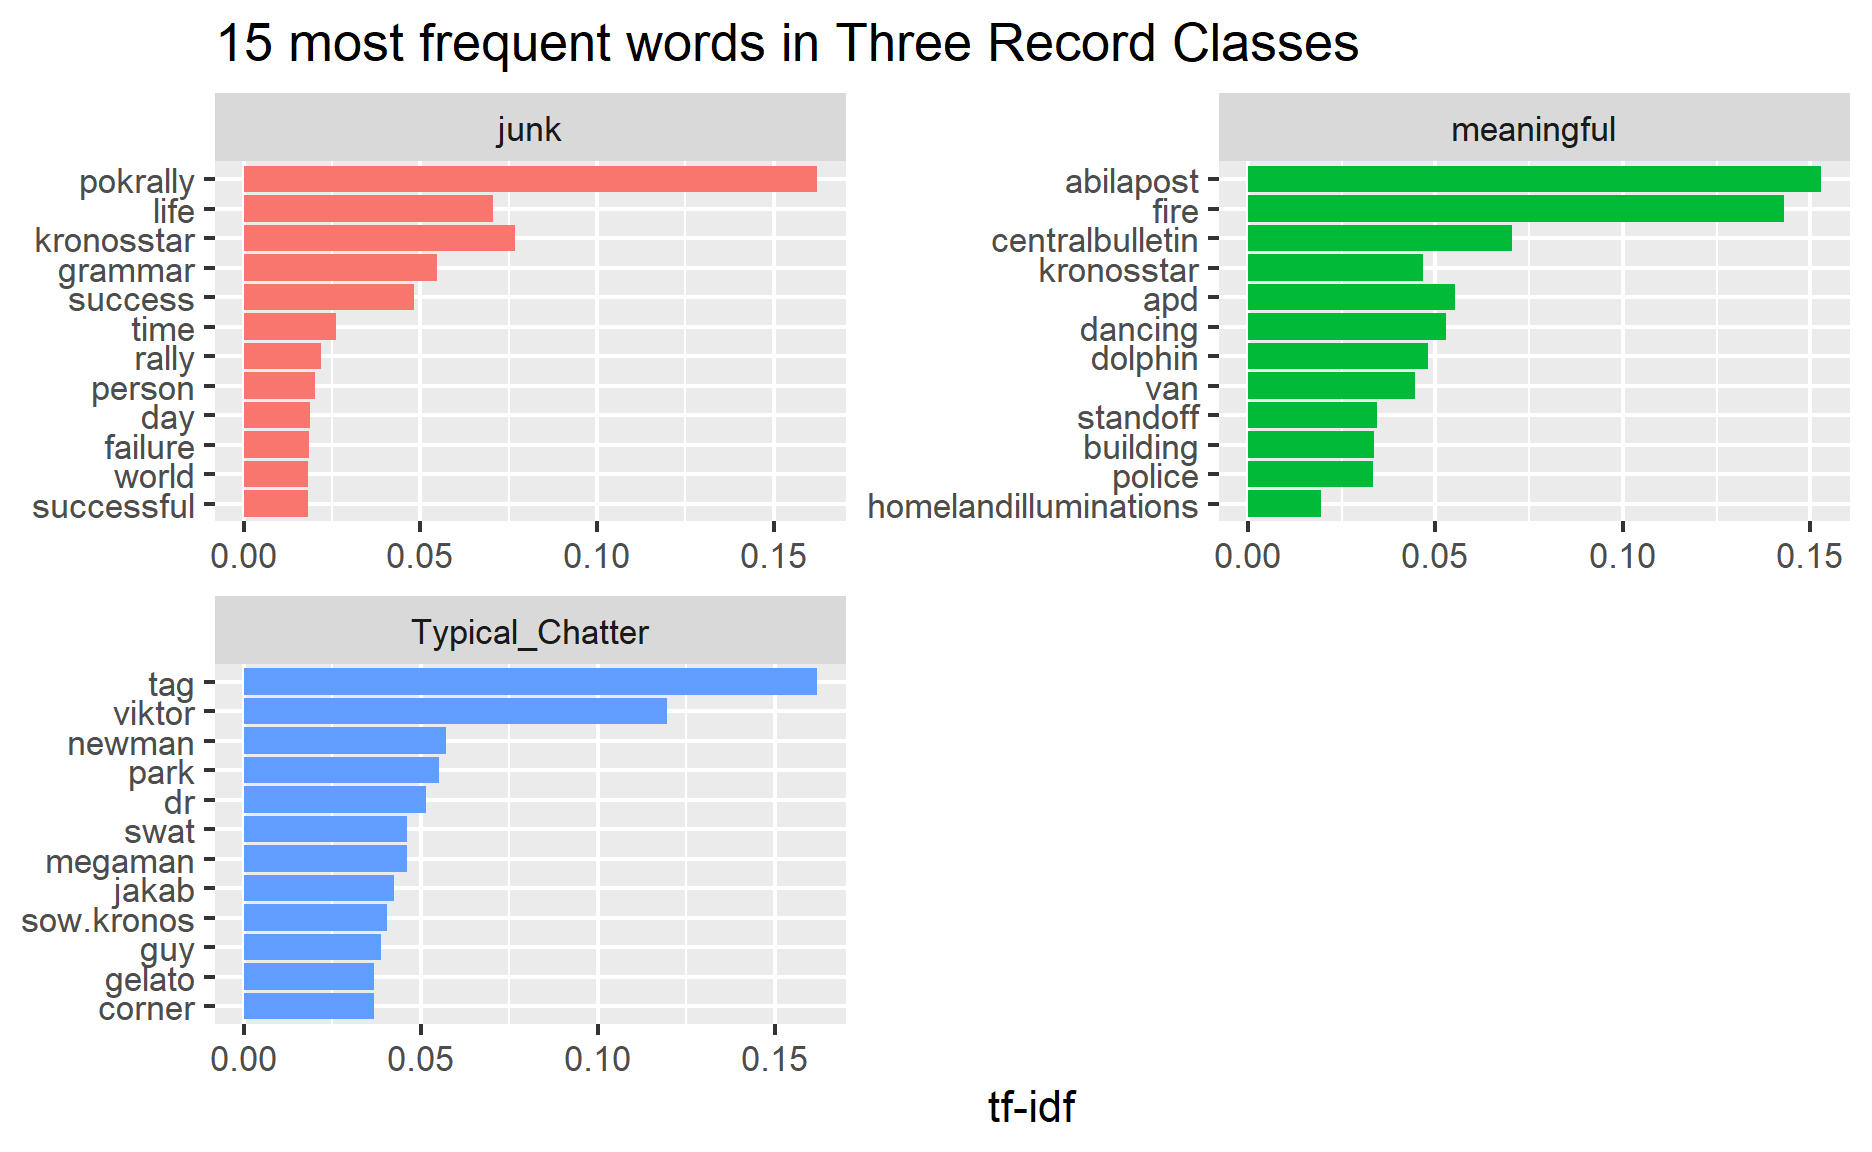 15 most frequent words in Three Record Classes
junk
pokrally
life
kronosstar
grammar
success
time
rally
person
day
failure
world
successful
0.00 0.05 0.10 0.15
meaningful
abilapost
fire
centralbulletin
kronosstar
apd
dancing
dolphin
van
standoff
building
police
homelandilluminations
0.00 0.05 0.10 0.15
Typical_Chatter
tag
viktor
newman
park
dr
swat
megaman
jakab
sow.kronos
guy
gelato
corner
0.00 0.05 0.10 0.15
tf-idf